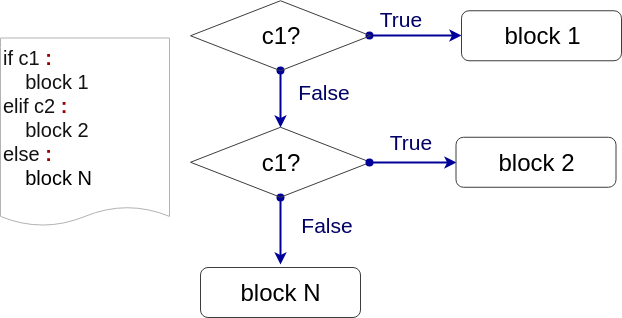 if c1 :
    block 1
elif c2 :
    block 2
else :
    block N
c1?
True
block 1
False
c1?
True
block 2
False
block N